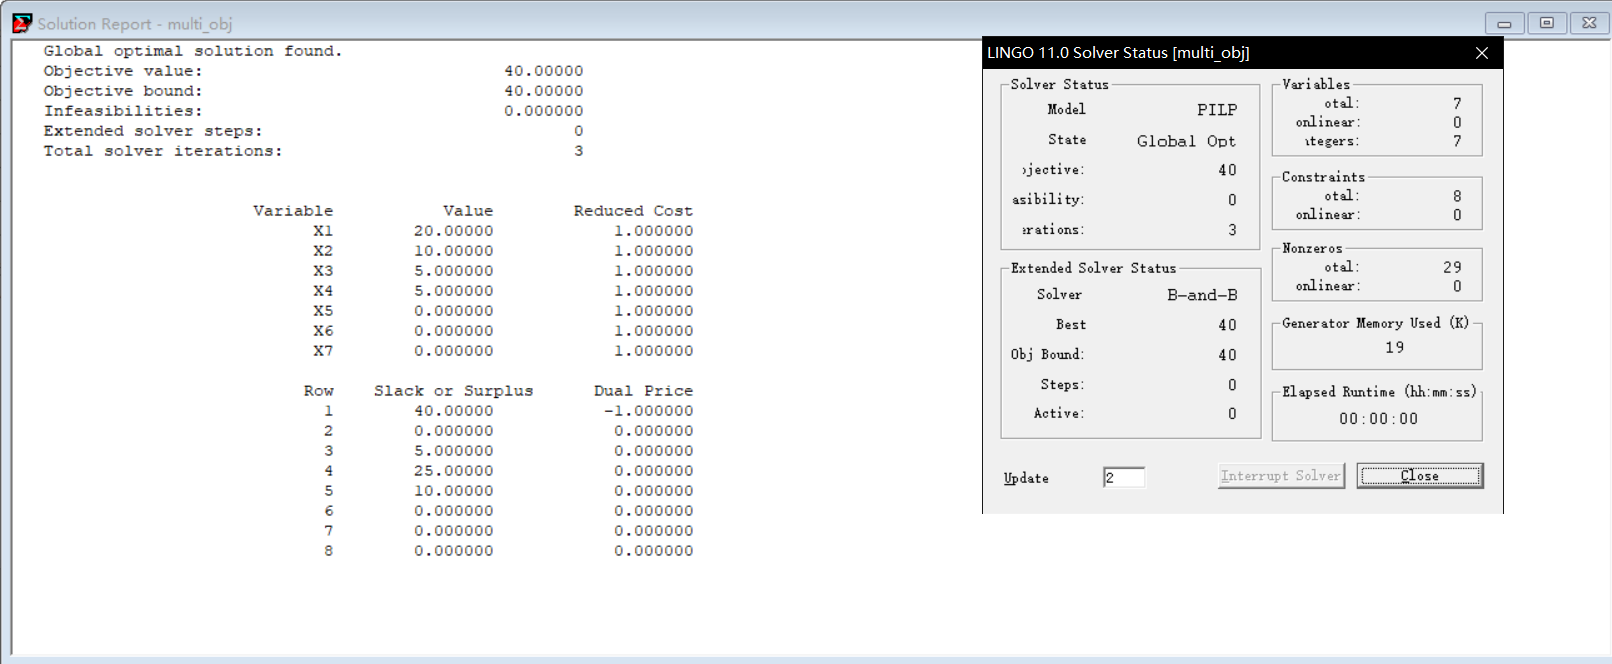 Solution Report - multi_obj
Global optimal solution found.
Objective value: 40.00000
Objective bound: 40.00000
Infeasibilities: 0.000000
Extended solver steps: 0
Total solver iterations: 3
Variable Value Reduced Cost
X1 20.00000 1.000000
X2 10.00000 1.000000
X3 5.000000 1.000000
X4 5.000000 1.000000
X5 0.000000 1.000000
X6 0.000000 1.000000
X7 0.000000 1.000000
Row Slack or Surplus Dual Price
1 40.00000 -1.000000
2 0.000000 0.000000
3 5.000000 0.000000
4 25.00000 0.000000
5 10.00000 0.000000
6 0.000000 0.000000
7 0.000000 0.000000
8 0.000000 0.000000
LINGO 11.0 Solver Status [multi_obj]
Solver Status
Model PILP
State Global Opt
jective: 40
asibility: 0
rations: 3
Extended Solver Status
Solver B-and-B
Best 40
Obj Bound: 40
Steps: 0
Active: 0
Variables
otal: 7
onlinear: 0
tegers: 7
Constraints
otal: 8
onlinear: 0
Nonzeros
otal: 29
onlinear: 0
Generator Memory Used (K)
19
Elapsed Runtime (hh:mm:ss)
00:00:00
Update 2
Interrupt Solver
Close